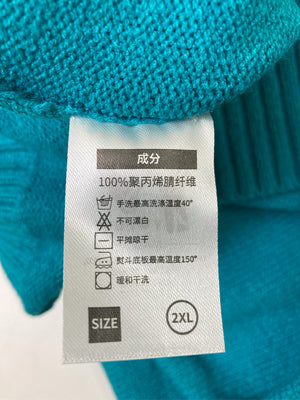 成分
100%聚丙烯腈纤维
手洗最高洗涤温度40°
不可漂白
平摊晾干
熨斗底板最高温度150°
缓和干洗
SIZE 2XL